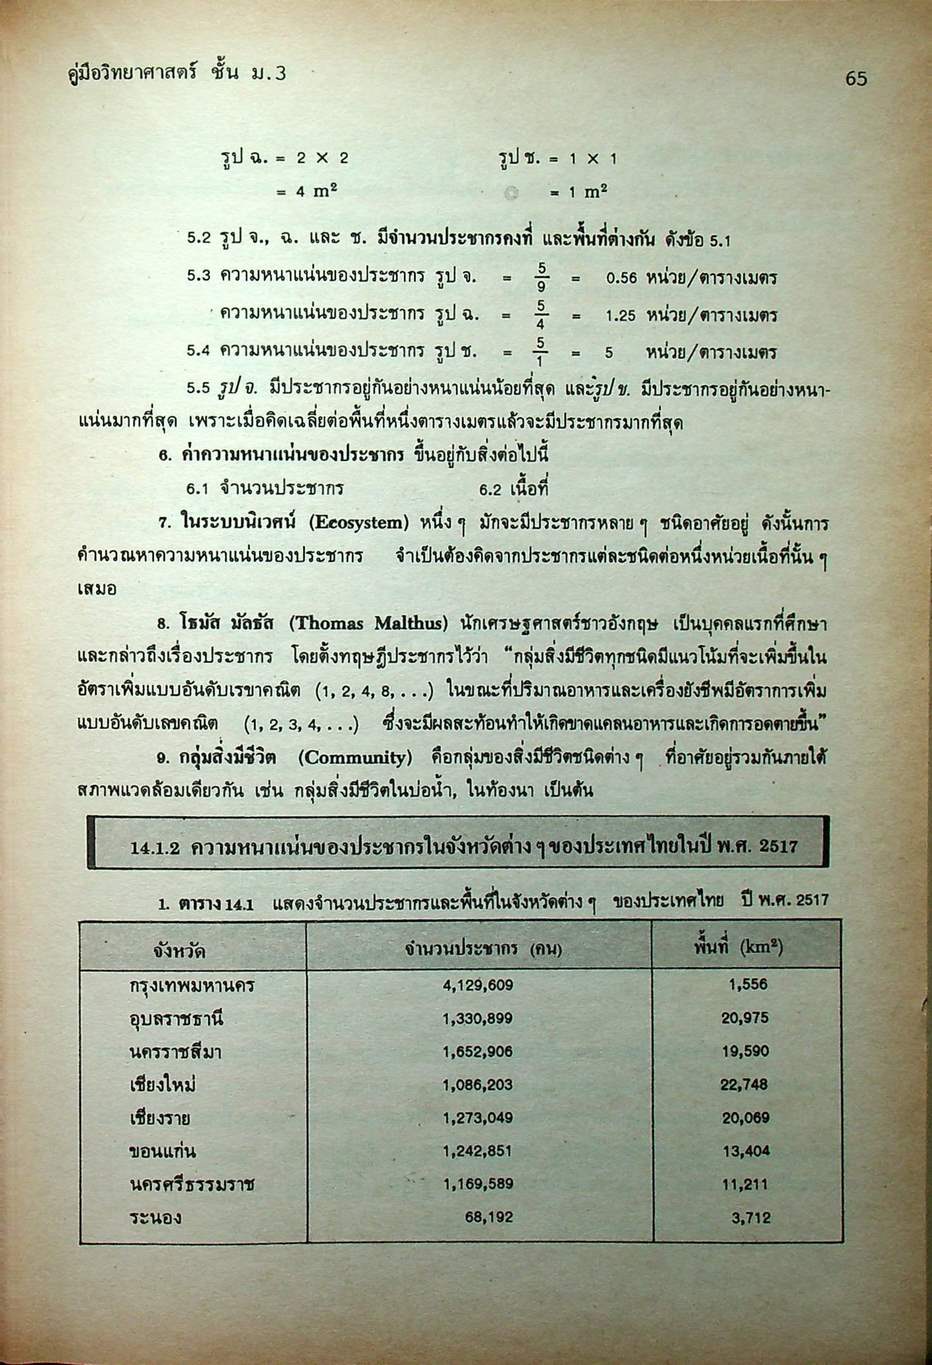 คู่มือวิทยาศาสตร์ ชั้น ม.3 65
รูป ฉ. = 2 × 2 รูป ช. = 1 × 1
= 4 m² = 1 m²
5.2 รูป จ., ฉ. และ ช. มีจำนวนประชากรคงที่ และพื้นที่ต่างกัน ดังข้อ 5.1
5.3 ความหนาแน่นของประชากร รูป จ. = 5/9 = 0.56 หน่วย/ตารางเมตร
ความหนาแน่นของประชากร รูป ฉ. = 5/4 = 1.25 หน่วย/ตารางเมตร
5.4 ความหนาแน่นของประชากร รูป ช. = 5/1 = 5 หน่วย/ตารางเมตร
5.5 รูป จ. มีประชากรอยู่กันอย่างหนาแน่นน้อยที่สุด และรูป ช. มีประชากรอยู่กันอย่างหนา-
แน่นมากที่สุด เพราะเมื่อคิดเฉลี่ยต่อพื้นที่หนึ่งตารางเมตรแล้วจะมีประชากรมากที่สุด
6. ค่าความหนาแน่นของประชากร ขึ้นอยู่กับสิ่งต่อไปนี้
6.1 จำนวนประชากร 6.2 เนื้อที่
7. ในระบบนิเวศน์ (Ecosystem) หนึ่ง ๆ มักจะมีประชากรหลาย ๆ ชนิดอาศัยอยู่ ดังนั้นการ
คำนวณหาความหนาแน่นของประชากร จำเป็นต้องคิดจากประชากรแต่ละชนิดต่อหนึ่งหน่วยเนื้อที่นั้น ๆ
เสมอ
8. โธมัส มัลธัส (Thomas Malthus) นักเศรษฐศาสตร์ชาวอังกฤษ เป็นบุคคลแรกที่ศึกษา
และกล่าวถึงเรื่องประชากร โดยตั้งทฤษฎีประชากรไว้ว่า “กลุ่มสิ่งมีชีวิตทุกชนิดมีแนวโน้มที่จะเพิ่มขึ้นใน
อัตราเพิ่มแบบอันดับเรขาคณิต (1, 2, 4, 8, . . .) ในขณะที่ปริมาณอาหารและเครื่องยังชีพมีอัตราการเพิ่ม
แบบอันดับเลขคณิต (1, 2, 3, 4, . . .) ซึ่งจะมีผลสะท้อนทำให้เกิดขาดแคลนอาหารและเกิดการอดตายขึ้น”
9. กลุ่มสิ่งมีชีวิต (Community) คือกลุ่มของสิ่งมีชีวิตชนิดต่าง ๆ ที่อาศัยอยู่รวมกันภายใต้
สภาพแวดล้อมเดียวกัน เช่น กลุ่มสิ่งมีชีวิตในบ่อน้ำ, ในท้องนา เป็นต้น
14.1.2 ความหนาแน่นของประชากรในจังหวัดต่าง ๆ ของประเทศไทยในปี พ.ศ. 2517
1. ตาราง 14.1 แสดงจำนวนประชากรและพื้นที่ในจังหวัดต่าง ๆ ของประเทศไทย ปี พ.ศ. 2517
จังหวัด จำนวนประชากร (คน) พื้นที่ (km²)
กรุงเทพมหานคร 4,129,609 1,556
อุบลราชธานี 1,330,899 20,975
นครราชสีมา 1,652,906 19,590
เชียงใหม่ 1,086,203 22,748
เชียงราย 1,273,049 20,069
ขอนแก่น 1,242,851 13,404
นครศรีธรรมราช 1,169,589 11,211
ระนอง 68,192 3,712